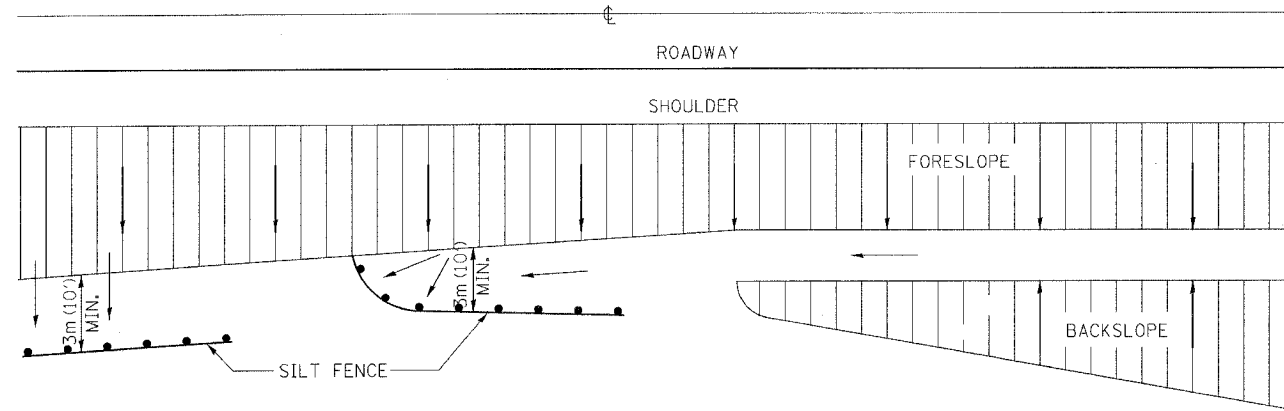 ℄
ROADWAY
SHOULDER
FORESLOPE
3m (10')
MIN.
3m (10')
MIN.
BACKSLOPE
SILT FENCE